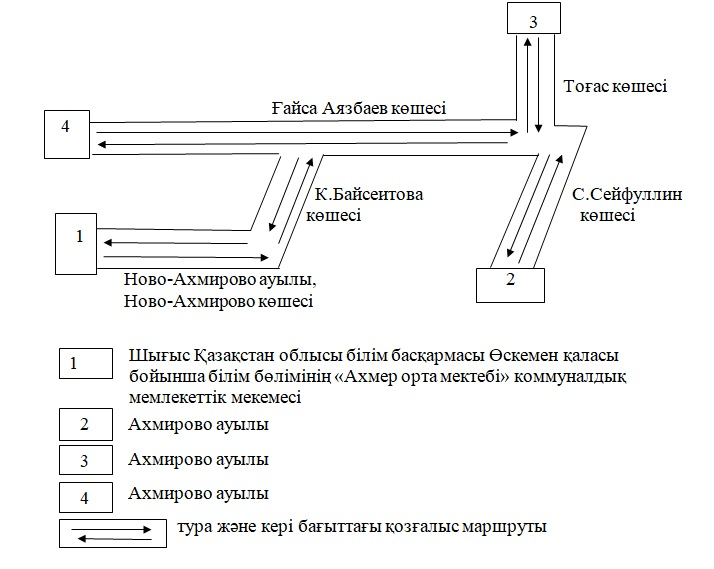 3
Тоғас көшесі
Ғайса Аязбаев көшесі
4
К.Байсеитова
көшесі
С.Сейфуллин
көшесі
1
2
Ново-Ахмирово ауылы,
Ново-Ахмирово көшесі
1 Шығыс Қазақстан облысы білім басқармасы Өскемен қаласы
бойынша білім бөлімінің «Ахмер орта мектебі» коммуналдық
мемлекеттік мекемесі
2 Ахмирово ауылы
3 Ахмирово ауылы
4 Ахмирово ауылы
тура және кері бағыттағы қозғалыс маршруты